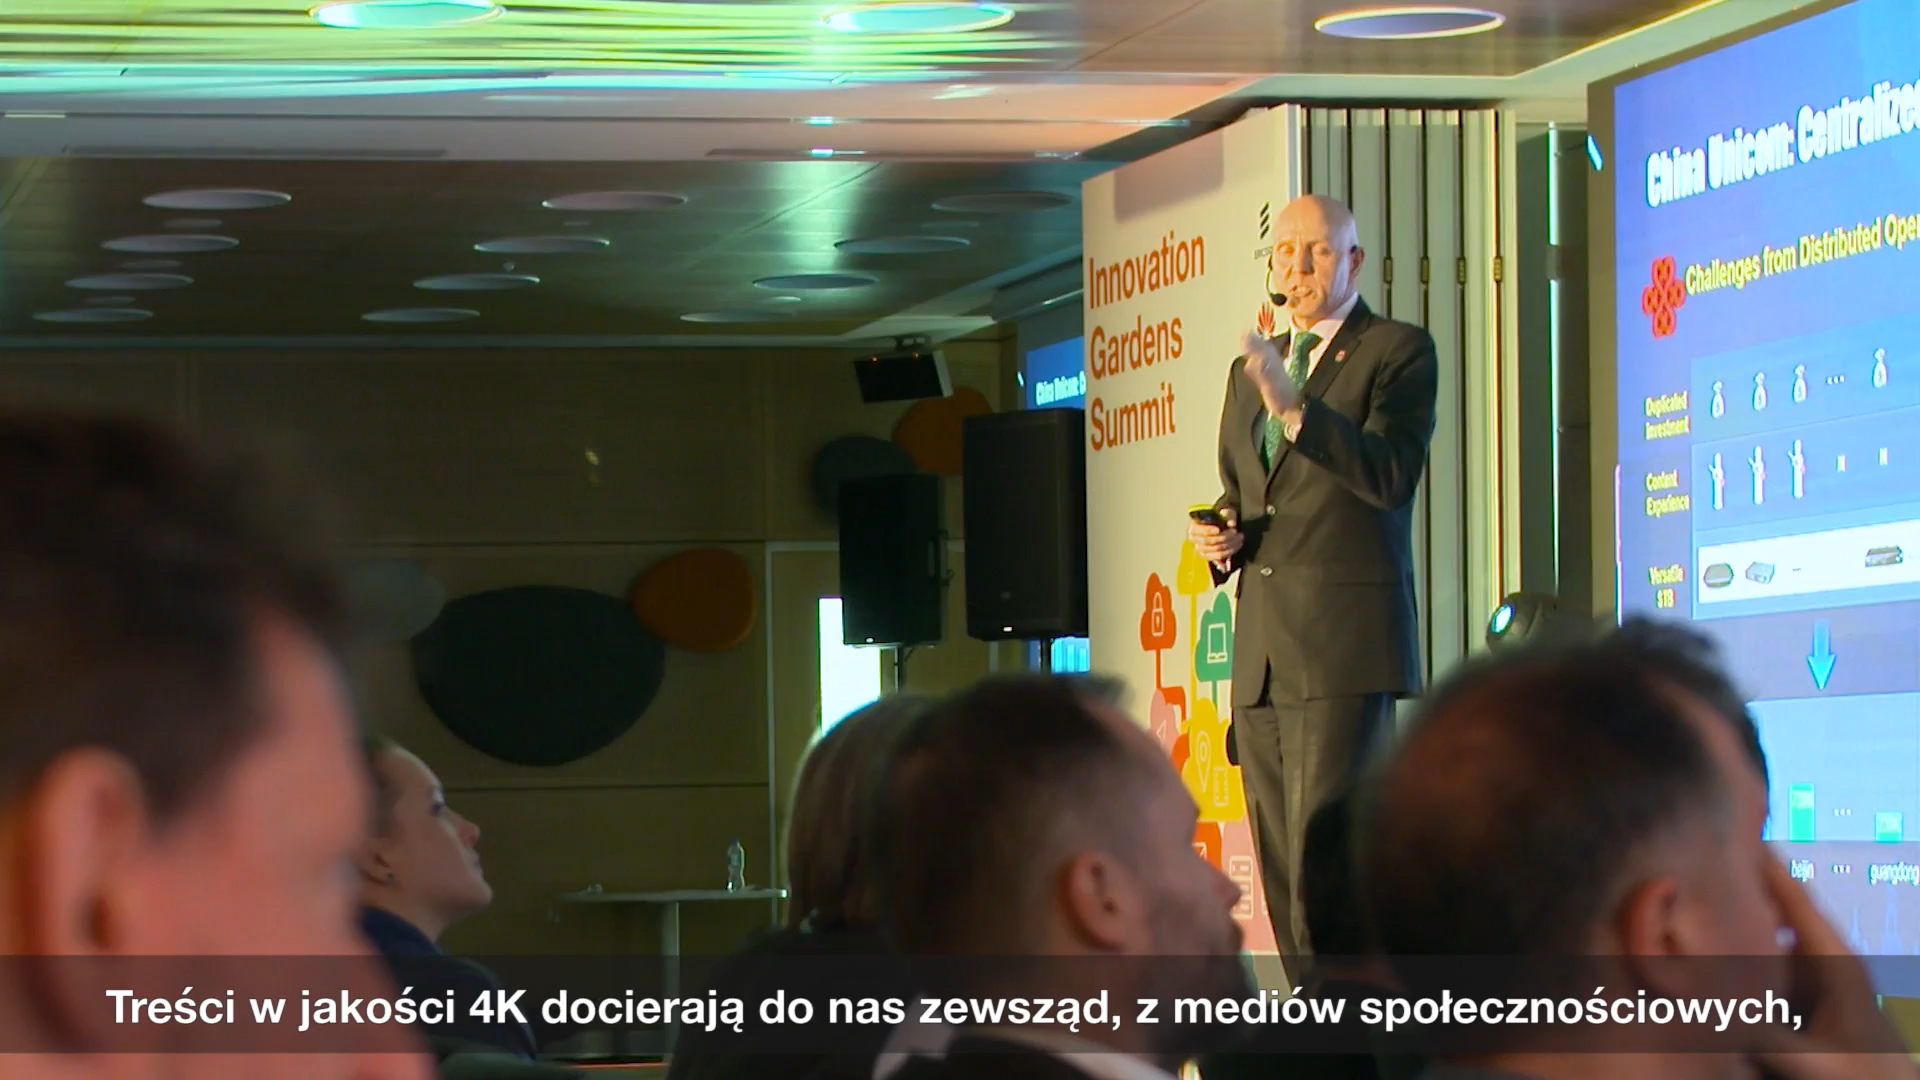 China Unicom: Centralized
Challenges from Distributed Ope
Innovation
Gardens
Summit
Duplicated
Investment
Content
Experience
Versatile
STB
beijin
guangdong
Treści w jakości 4K docierają do nas zewsząd, z mediów społecznościowych,